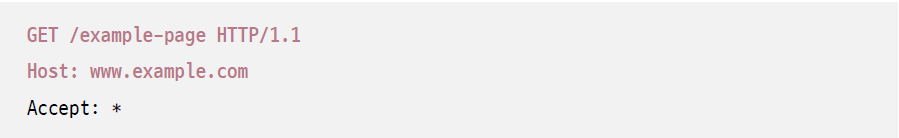 GET /example-page HTTP/1.1
Host: www.example.com
Accept: *